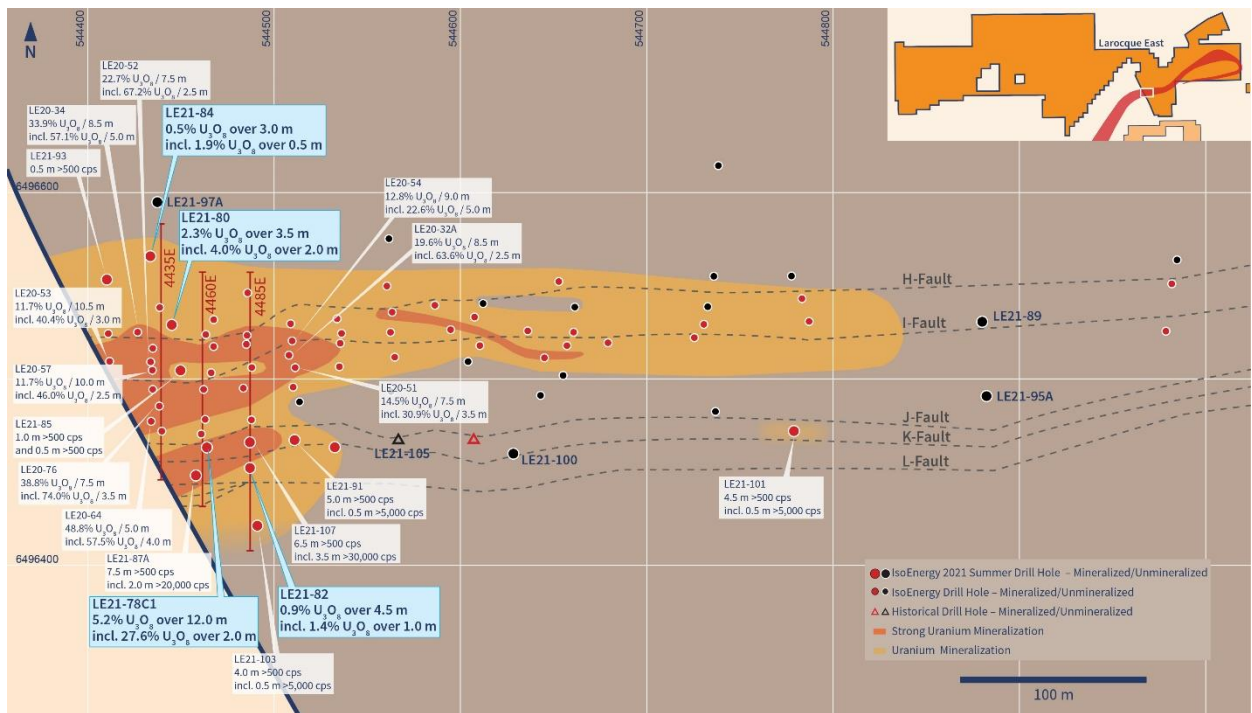 544400
544500
544600
544700
544800
N
Larocque East
LE20-52
22.7% U3O8 / 7.5 m
incl. 67.2% U3O8 / 2.5 m
LE20-34
33.9% U3O8 / 8.5 m
incl. 57.1% U3O8 / 5.0 m
LE21-84
0.5% U3O8 over 3.0 m
incl. 1.9% U3O8 over 0.5 m
LE21-93
0.5 m >500 cps
6496600
LE21-97A
LE21-80
2.3% U3O8 over 3.5 m
incl. 4.0% U3O8 over 2.0 m
LE20-54
12.8% U3O8 / 9.0 m
incl. 22.6% U3O8 / 5.0 m
LE20-32A
19.6% U3O8 / 8.5 m
incl. 63.6% U3O8 / 2.5 m
4435E
4460E
4485E
H-Fault
LE20-53
11.7% U3O8 / 10.5 m
incl. 40.4% U3O8 / 3.0 m
I-Fault
LE21-89
LE20-57
11.7% U3O8 / 10.0 m
incl. 46.0% U3O8 / 2.5 m
LE20-51
14.5% U3O8 / 7.5 m
incl. 30.9% U3O8 / 3.5 m
LE21-95A
LE21-85
1.0 m >500 cps
and 0.5 m >500 cps
J-Fault
K-Fault
L-Fault
LE21-105
LE21-100
LE20-76
38.8% U3O8 / 7.5 m
incl. 74.0% U3O8 / 3.5 m
LE21-91
5.0 m >500 cps
incl. 0.5 m >5,000 cps
LE21-101
4.5 m >500 cps
incl. 0.5 m >5,000 cps
LE20-64
48.8% U3O8 / 5.0 m
incl. 57.5% U3O8 / 4.0 m
LE21-107
6.5 m >500 cps
incl. 3.5 m >30,000 cps
6496400
LE21-87A
7.5 m >500 cps
incl. 2.0 m >20,000 cps
LE21-78C1
5.2% U3O8 over 12.0 m
incl. 27.6% U3O8 over 2.0 m
LE21-82
0.9% U3O8 over 4.5 m
incl. 1.4% U3O8 over 1.0 m
LE21-103
4.0 m >500 cps
incl. 0.5 m >5,000 cps
IsoEnergy 2021 Summer Drill Hole – Mineralized/Unmineralized
IsoEnergy Drill Hole – Mineralized/Unmineralized
Historical Drill Hole – Mineralized/Unmineralized
Strong Uranium Mineralization
Uranium Mineralization
100 m